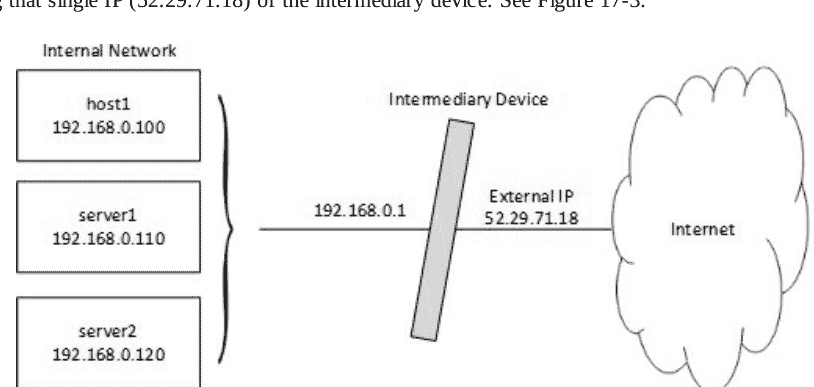 that single IP (52.29.71.18) of the intermediary device. See Figure 17-3.
Internal Network
host1
192.168.0.100
server1
192.168.0.110
server2
192.168.0.120
192.168.0.1
Intermediary Device
External IP
52.29.71.18
Internet